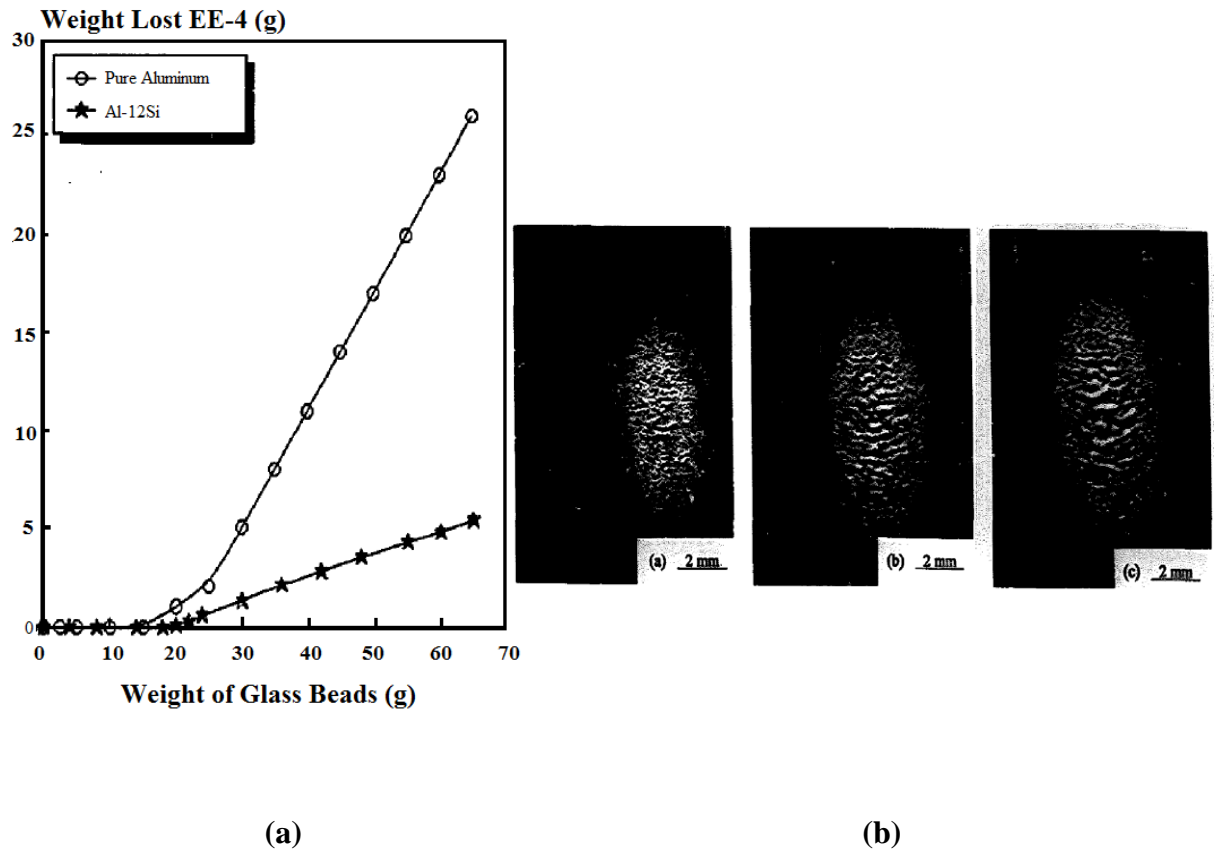 Weight Lost EE-4 (g)
30
25
20
15
10
5
0
Pure Aluminum
Al-12Si
0 10 20 30 40 50 60 70
Weight of Glass Beads (g)
(a) 2 mm
(b) 2 mm
(c) 2 mm
(a) (b)